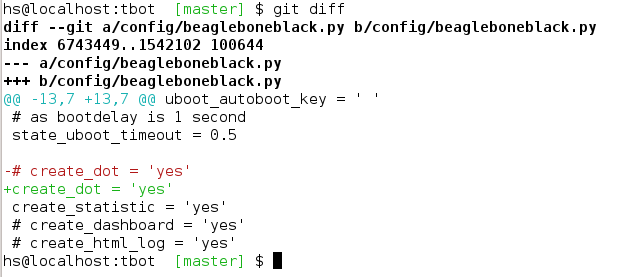 hs@localhost:tbot  [master] $ git diff
diff --git a/config/beagleboneblack.py b/config/beagleboneblack.py
index 6743449..1542102 100644
--- a/config/beagleboneblack.py
+++ b/config/beagleboneblack.py
@@ -13,7 +13,7 @@ uboot_autoboot_key = ' '
 # as bootdelay is 1 second
 state_uboot_timeout = 0.5

-# create_dot = 'yes'
+create_dot = 'yes'
 create_statistic = 'yes'
 # create_dashboard = 'yes'
 # create_html_log = 'yes'
hs@localhost:tbot  [master] $